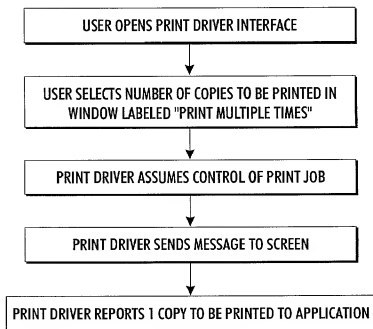 USER OPENS PRINT DRIVER INTERFACE
USER SELECTS NUMBER OF COPIES TO BE PRINTED IN
WINDOW LABELED "PRINT MULTIPLE TIMES"
PRINT DRIVER ASSUMES CONTROL OF PRINT JOB
PRINT DRIVER SENDS MESSAGE TO SCREEN
PRINT DRIVER REPORTS 1 COPY TO BE PRINTED TO APPLICATION